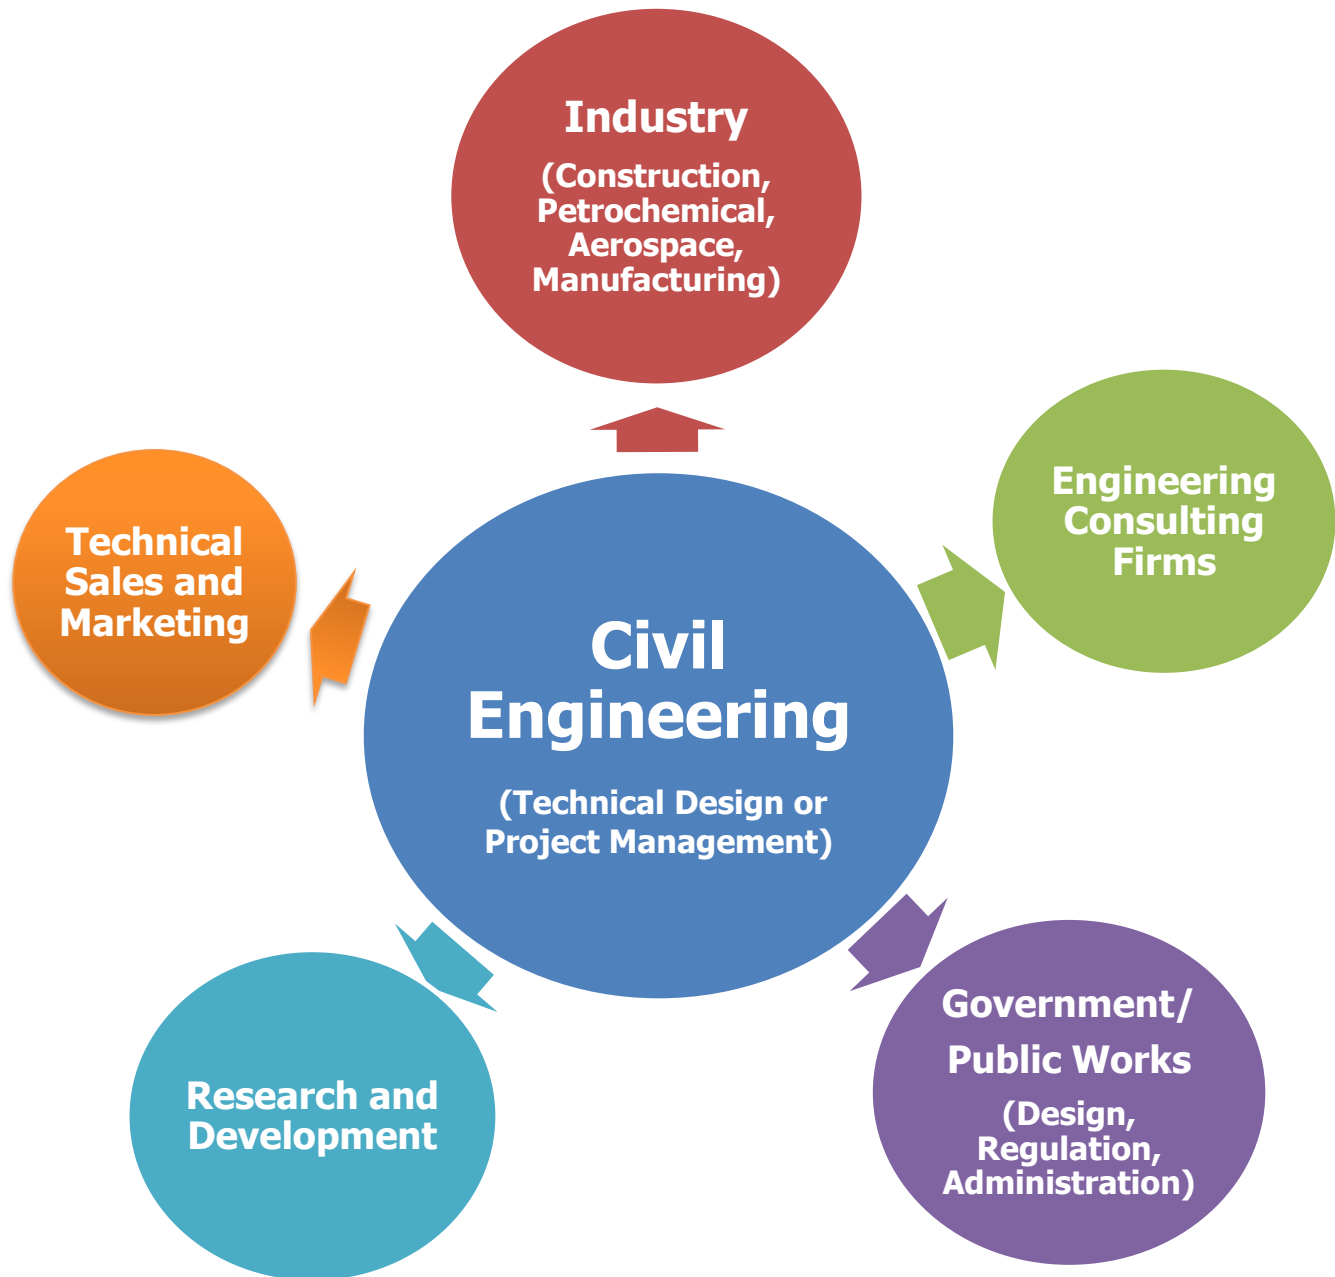 Industry
(Construction,
Petrochemical,
Aerospace,
Manufacturing)
Engineering
Consulting
Firms
Technical
Sales and
Marketing
Civil
Engineering
(Technical Design or
Project Management)
Government/
Public Works
(Design,
Regulation,
Administration)
Research and
Development